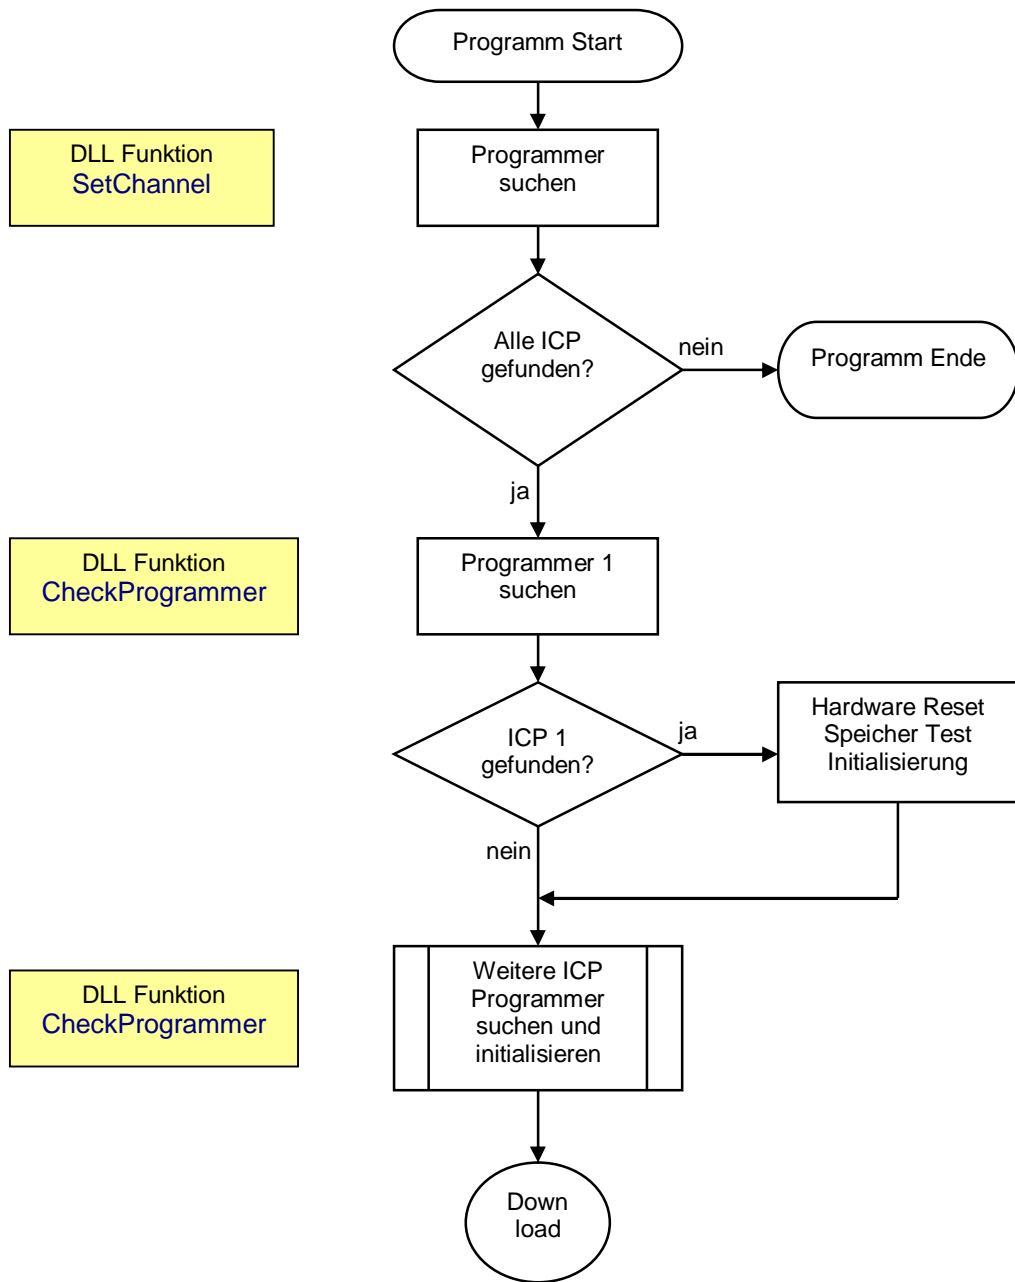 Programm Start
DLL Funktion
SetChannel
Programmer
suchen
Alle ICP
gefunden?
nein
Programm Ende
ja
DLL Funktion
CheckProgrammer
Programmer 1
suchen
ICP 1
gefunden?
ja
Hardware Reset
Speicher Test
Initialisierung
nein
DLL Funktion
CheckProgrammer
Weitere ICP
Programmer
suchen und
initialisieren
Down
load